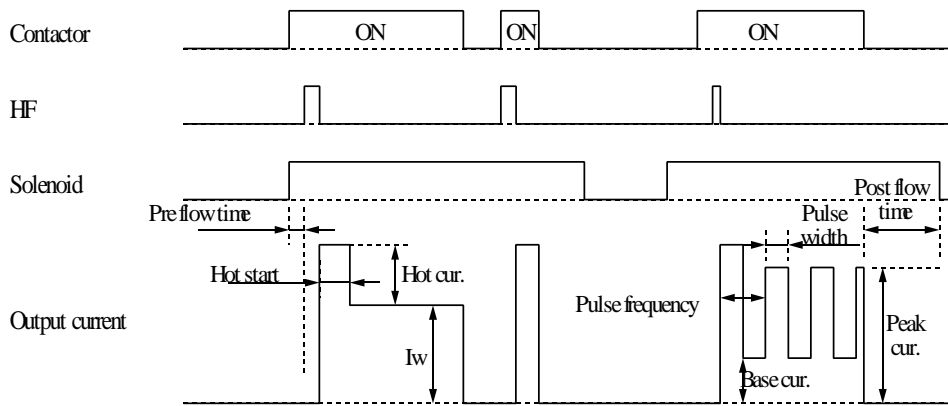 Contactor
ON
ON
ON
HF
Solenoid
Pre flow time
Post flow
time
Pulse
width
Hot start
Hot cur.
Pulse frequency
Output current
Iw
Base cur.
Peak
cur.